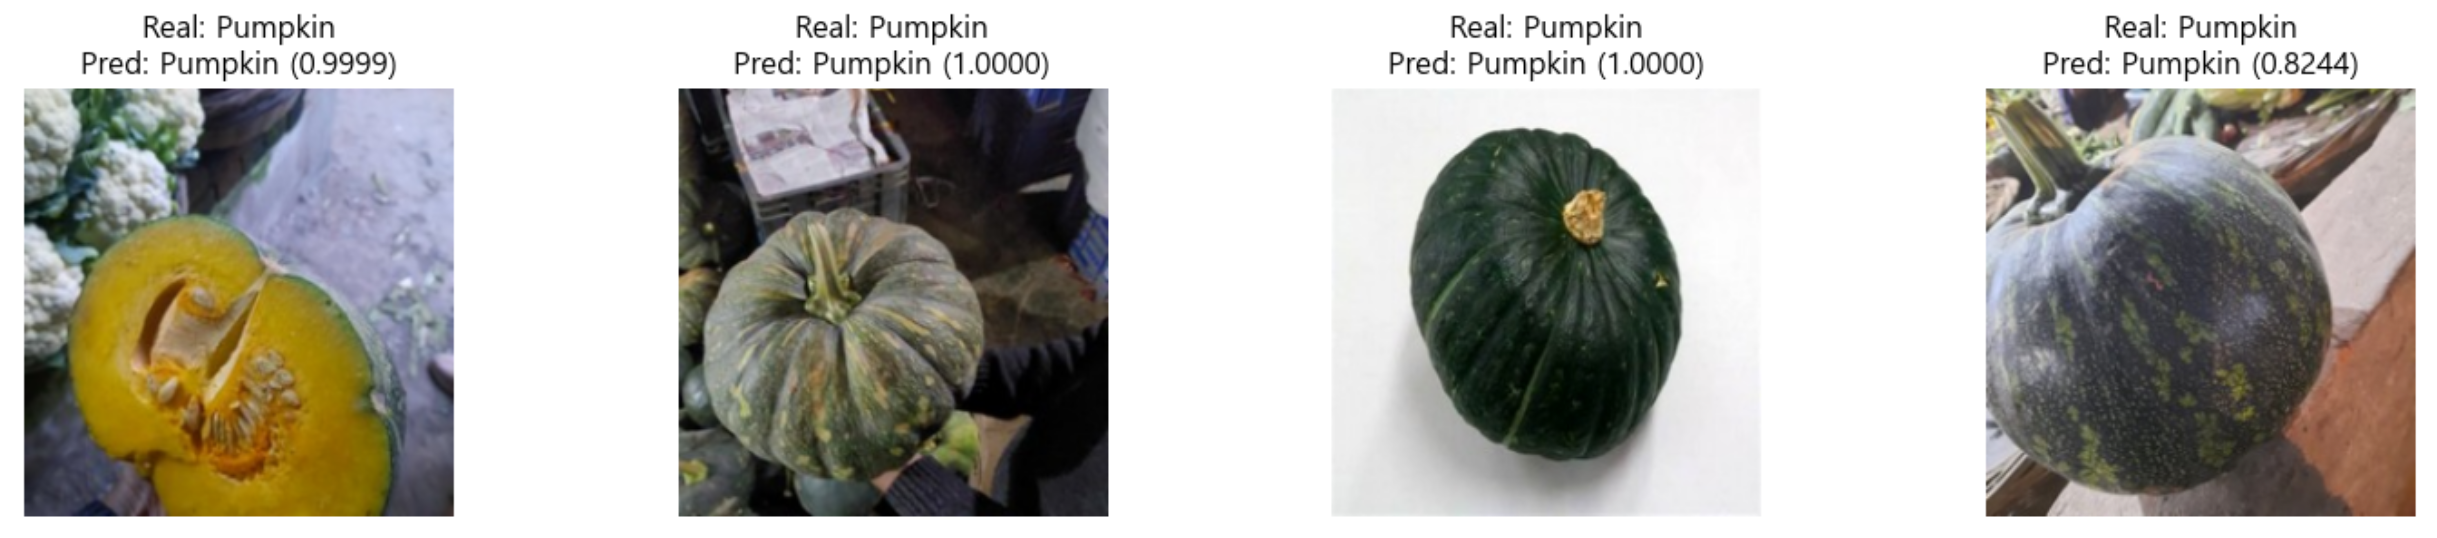 Real: Pumpkin
Pred: Pumpkin (0.9999)
Real: Pumpkin
Pred: Pumpkin (1.0000)
Real: Pumpkin
Pred: Pumpkin (1.0000)
Real: Pumpkin
Pred: Pumpkin (0.8244)